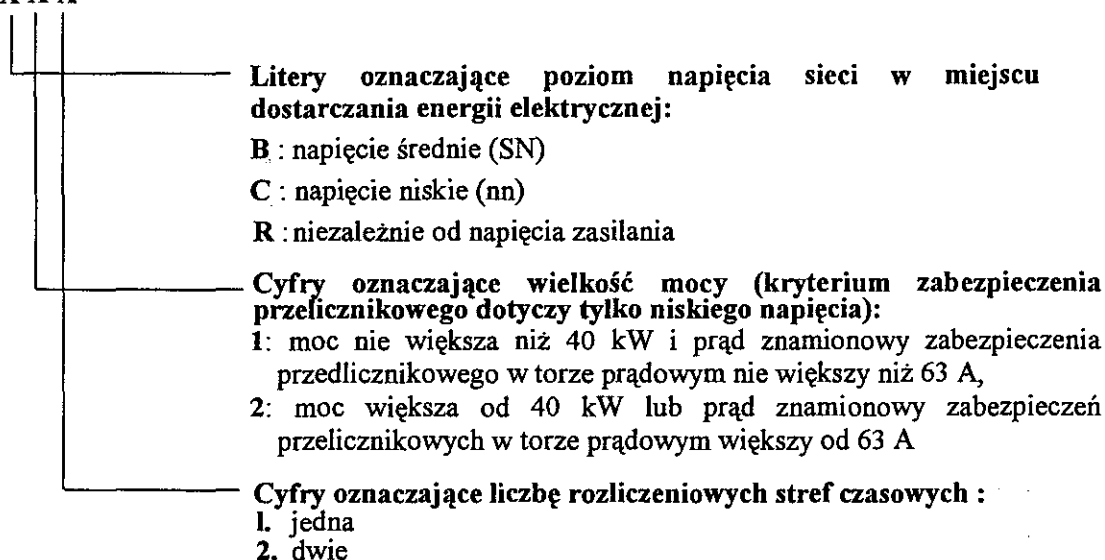 Litery oznaczające poziom napięcia sieci w miejscu
dostarczania energii elektrycznej:
B : napięcie średnie (SN)
C : napięcie niskie (nn)
R : niezależnie od napięcia zasilania
Cyfry oznaczające wielkość mocy (kryterium zabezpieczenia
przelicznikowego dotyczy tylko niskiego napięcia):
1: moc nie większa niż 40 kW i prąd znamionowy zabezpieczenia
przedlicznikowego w torze prądowym nie większy niż 63 A,
2: moc większa od 40 kW lub prąd znamionowy zabezpieczeń
przelicznikowych w torze prądowym większy od 63 A
Cyfry oznaczające liczbę rozliczeniowych stref czasowych :
1. jedna
2. dwie